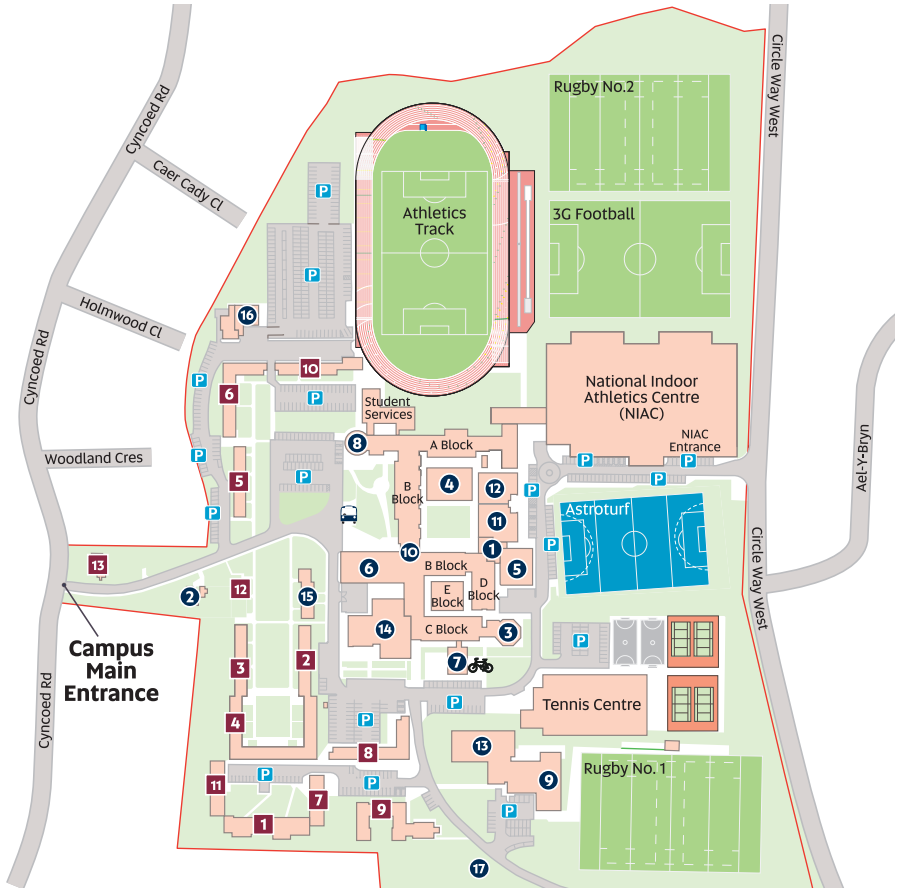 Cyncoed Rd
Circle Way West
Rugby No.2
Caer Cady Cl
P
Athletics
Track
3G Football
P
Holmwood Cl
16
Cyncoed Rd
10
P
6
P
National Indoor
Athletics Centre
(NIAC)
Student
Services
NIAC
Entrance
8
A Block
Woodland Cres
P
P
P
P
P
Ael-Y-Bryn
5
4
12
P
B
Block
P
11
Astroturf
10
1
P
13
6
B Block
5
Circle Way West
2
12
15
E
Block
D
Block
14
C Block
3
P
Campus
Main
Entrance
3
2
7
Cyncoed Rd
P
Tennis Centre
4
P
13
8
Rugby No. 1
11
P
P
9
7
9
P
1
17